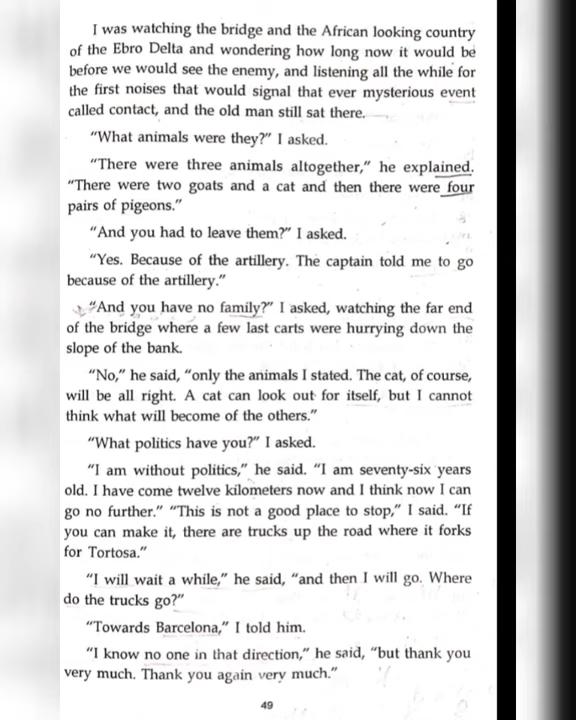 I was watching the bridge and the African looking country
of the Ebro Delta and wondering how long now it would be
before we would see the enemy, and listening all the while for
the first noises that would signal that ever mysterious event
called contact, and the old man still sat there.
“What animals were they?” I asked.
“There were three animals altogether,” he explained.
“There were two goats and a cat and then there were four
pairs of pigeons.”
“And you had to leave them?” I asked.
“Yes. Because of the artillery. The captain told me to go
because of the artillery.”
“And you have no family?” I asked, watching the far end
of the bridge where a few last carts were hurrying down the
slope of the bank.
“No,” he said, “only the animals I stated. The cat, of course,
will be all right. A cat can look out for itself, but I cannot
think what will become of the others.”
“What politics have you?” I asked.
“I am without politics,” he said. “I am seventy-six years
old. I have come twelve kilometers now and I think now I can
go no further.” “This is not a good place to stop,” I said. “If
you can make it, there are trucks up the road where it forks
for Tortosa.”
“I will wait a while,” he said, “and then I will go. Where
do the trucks go?”
“Towards Barcelona,” I told him.
“I know no one in that direction,” he said, “but thank you
very much. Thank you again very much.”
49